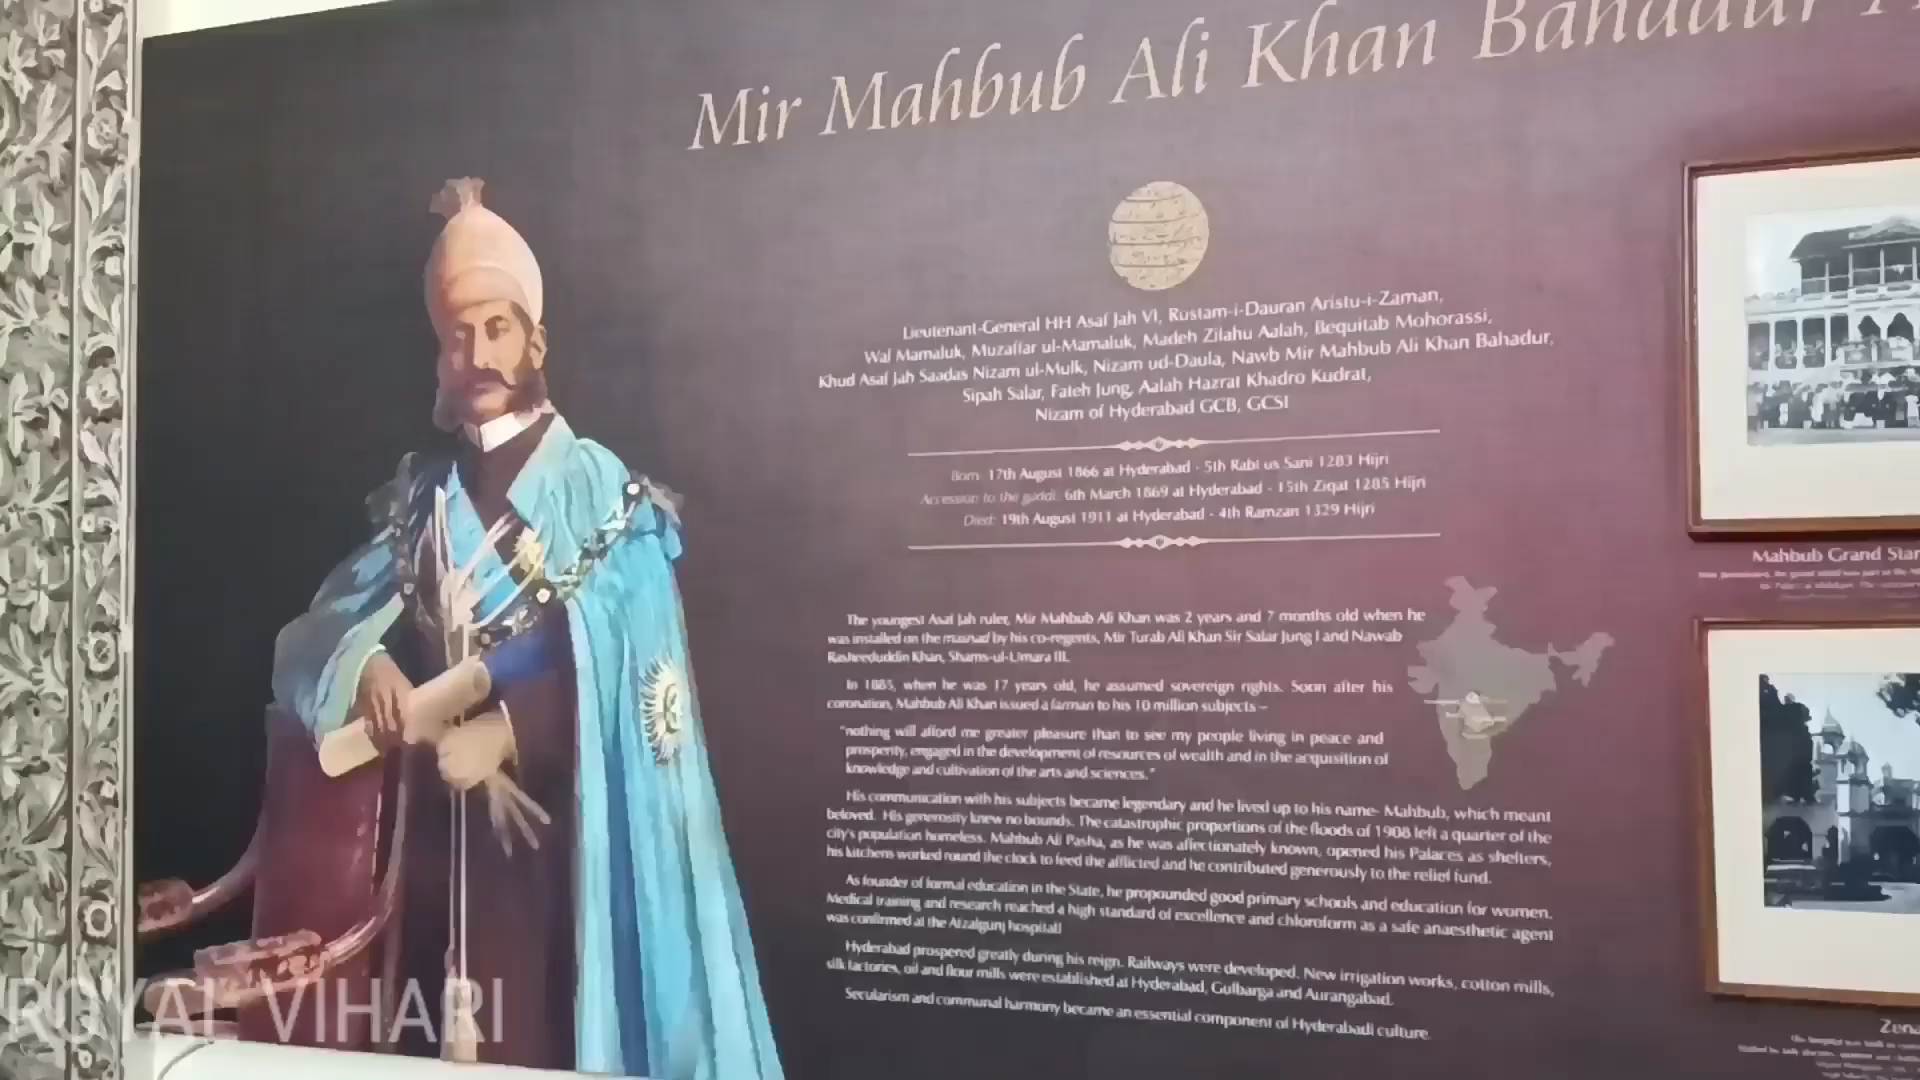 Mir Mahbub Ali Khan Bahadur
Lieutenant-General HH Asaf Jah VI, Rustam-i-Dauran Aristu-i-Zaman,
Wal Mamaluk, Muzaffar ul-Mamaluk, Madeh Zilahu Aalah, Bequitab Mohorassi,
Khud Asaf Jah Saadas Nizam ul-Mulk, Nizam ud-Daula, Nawb Mir Mahbub Ali Khan Bahadur,
Sipah Salar, Fateh Jung, Aalah Hazrat Khadro Kudrat,
Nizam of Hyderabad GCB, GCSI
Born: 17th August 1866 at Hyderabad - 5th Rabi us Sani 1283 Hijri
Accession to the gaddi: 6th March 1869 at Hyderabad - 15th Ziqat 1285 Hijri
Died: 19th August 1911 at Hyderabad - 4th Ramzan 1329 Hijri
The youngest Asaf Jah ruler, Mir Mahbub Ali Khan was 2 years and 7 months old when he
was installed on the masnad by his co-regents, Mir Turab Ali Khan Sir Salar Jung I and Nawab
Rasheeduddin Khan, Shams-ul-Umara III.
In 1885, when he was 17 years old, he assumed sovereign rights. Soon after his
coronation, Mahbub Ali Khan issued a farman to his 10 million subjects –
"nothing will afford me greater pleasure than to see my people living in peace and
prosperity, engaged in the development of resources of wealth and in the acquisition of
knowledge and cultivation of the arts and sciences."
His communication with his subjects became legendary and he lived up to his name- Mahbub, which meant
beloved. His generosity knew no bounds. The catastrophic proportions of the floods of 1908 left a quarter of the
city's population homeless. Mahbub Ali Pasha, as he was affectionately known, opened his Palaces as shelters,
his kitchens worked round the clock to feed the afflicted and he contributed generously to the relief fund.
As founder of formal education in the State, he propounded good primary schools and education for women.
Medical training and research reached a high standard of excellence and chloroform as a safe anaesthetic agent
was confirmed at the Afzalgunj hospital!
Hyderabad prospered greatly during his reign. Railways were developed. New irrigation works, cotton mills,
silk factories, oil and flour mills were established at Hyderabad, Gulbarga and Aurangabad.
Secularism and communal harmony became an essential component of Hyderabadi culture.
Mahbub Grand Stan
Zena
ROYAL VIHARI